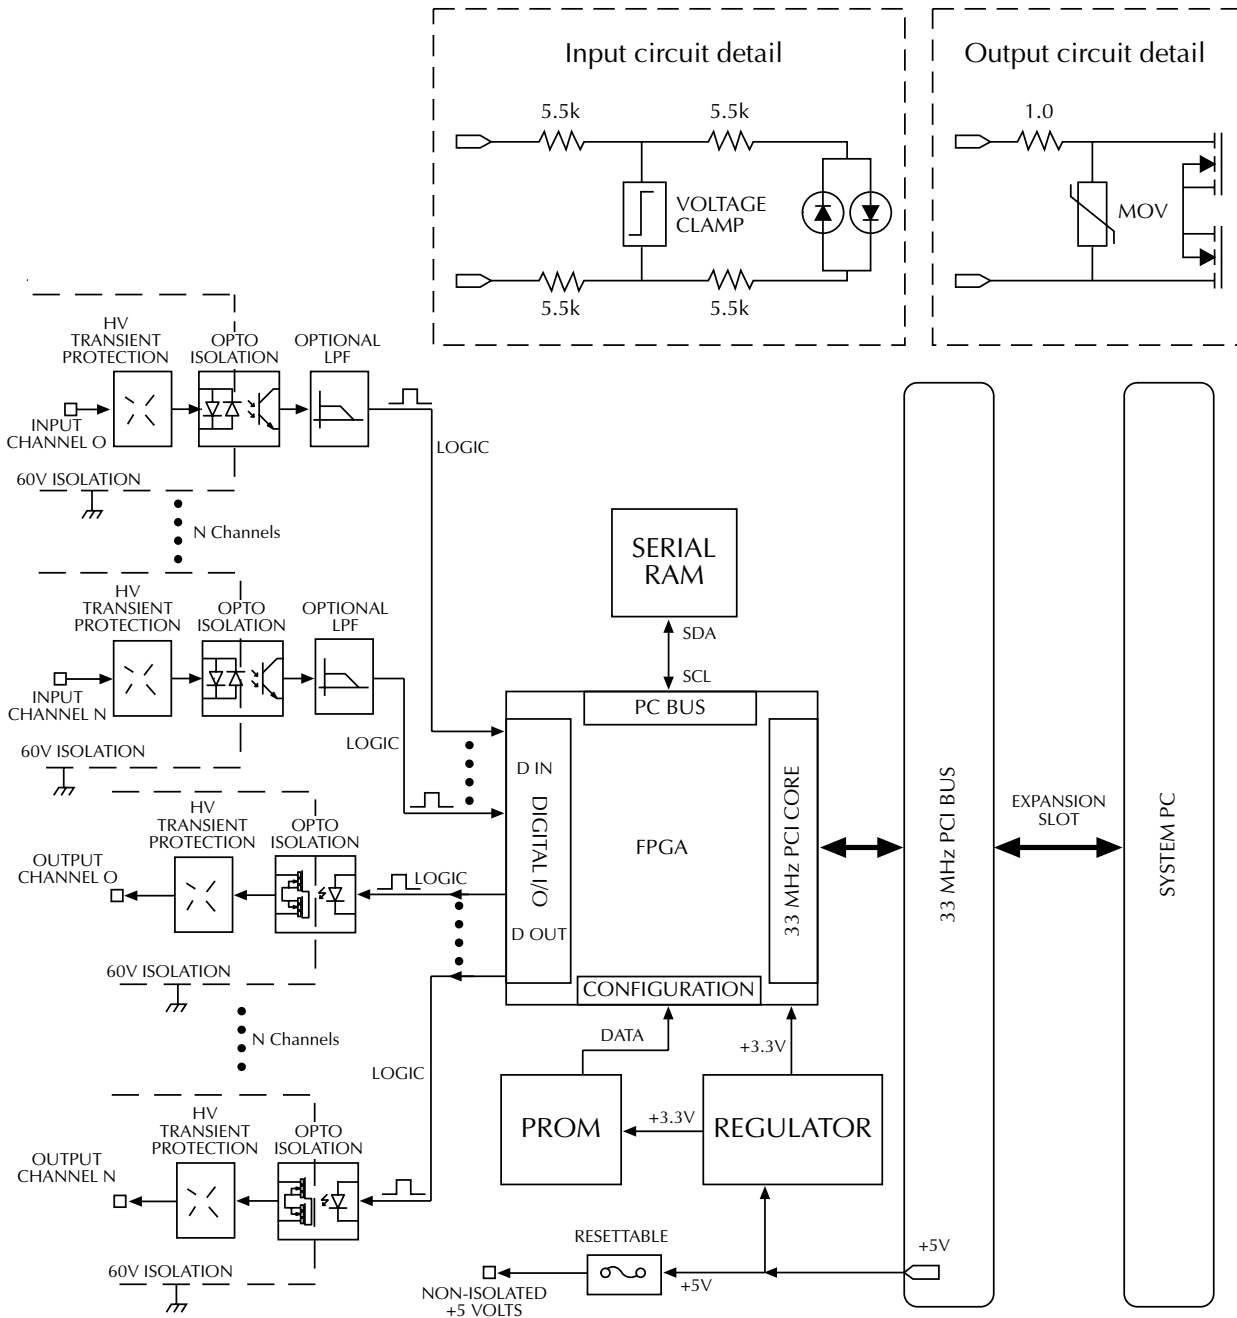 Input circuit detail
5.5k
5.5k
VOLTAGE
CLAMP
5.5k
5.5k
Output circuit detail
1.0
MOV
HV
TRANSIENT
PROTECTION
OPTO
ISOLATION
OPTIONAL
LPF
INPUT
CHANNEL O
LOGIC
60V ISOLATION
N Channels
HV
TRANSIENT
PROTECTION
OPTO
ISOLATION
OPTIONAL
LPF
INPUT
CHANNEL N
LOGIC
60V ISOLATION
HV
TRANSIENT
PROTECTION
OPTO
ISOLATION
OUTPUT
CHANNEL O
LOGIC
60V ISOLATION
N Channels
HV
TRANSIENT
PROTECTION
OPTO
ISOLATION
OUTPUT
CHANNEL N
LOGIC
60V ISOLATION
SERIAL
RAM
SDA
SCL
PC BUS
D IN
DIGITAL I/O
D OUT
FPGA
33 MHz PCI CORE
CONFIGURATION
DATA
+3.3V
PROM
+3.3V
REGULATOR
RESETTABLE
+5V
NON-ISOLATED
+5 VOLTS
+5V
33 MHz PCI BUS
EXPANSION
SLOT
SYSTEM PC